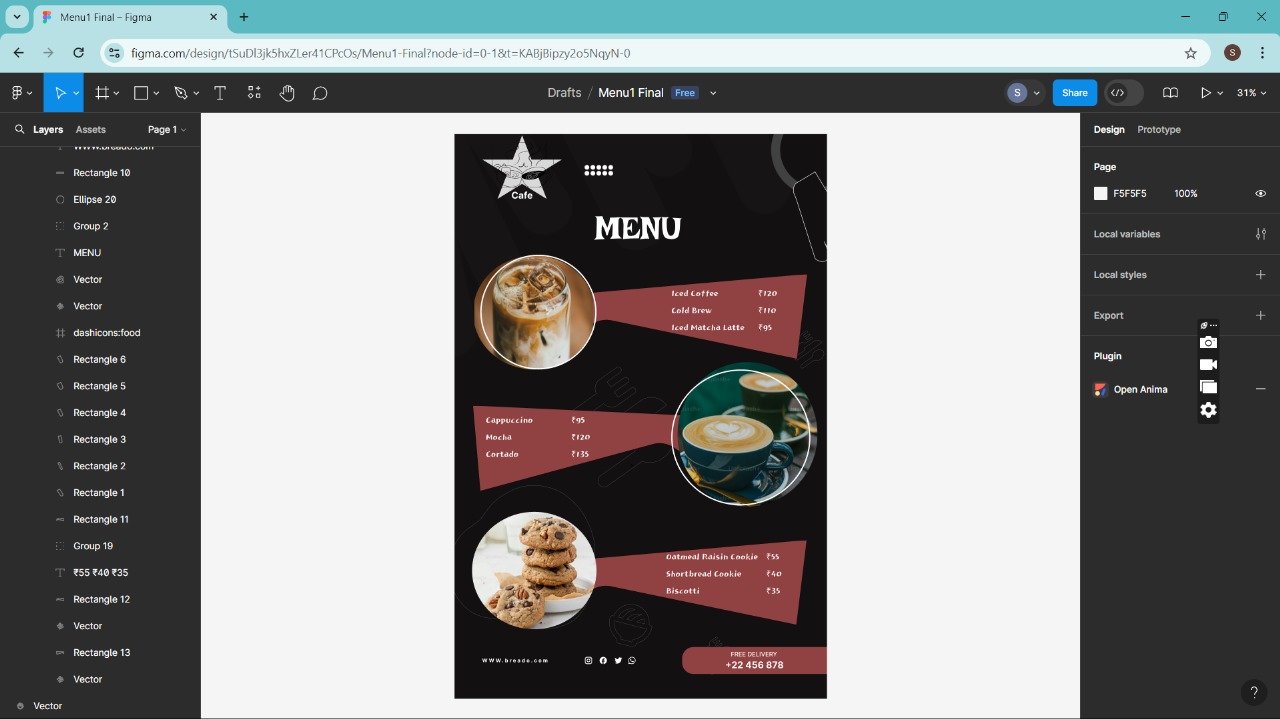 Menu1 Final – Figma
figma.com/design/tSuDl3jk5hxZLer41CPcOs/Menu1-Final?node-id=0-1&t=KABjBipzy2o5NqyN-0
S
Drafts / Menu1 Final Free
S
Share
31%
Layers Assets Page 1
www.breado.com
Rectangle 10
Ellipse 20
Group 2
MENU
Vector
Vector
dashicons:food
Rectangle 6
Rectangle 5
Rectangle 4
Rectangle 3
Rectangle 2
Rectangle 1
Rectangle 11
Group 19
₹55 ₹40 ₹35
Rectangle 12
Vector
Rectangle 13
Vector
Vector
Cafe
MENU
Iced Coffee ₹120
Cold Brew ₹110
Iced Matcha Latte ₹95
Cappuccino ₹95
Mocha ₹120
Cortado ₹135
Oatmeal Raisin Cookie ₹55
Shortbread Cookie ₹40
Biscotti ₹35
WWW.breado.com
FREE DELIVERY
+22 456 878
Design Prototype
Page
F5F5F5 100%
Local variables
Local styles
Export
Plugin
Open Anima
?